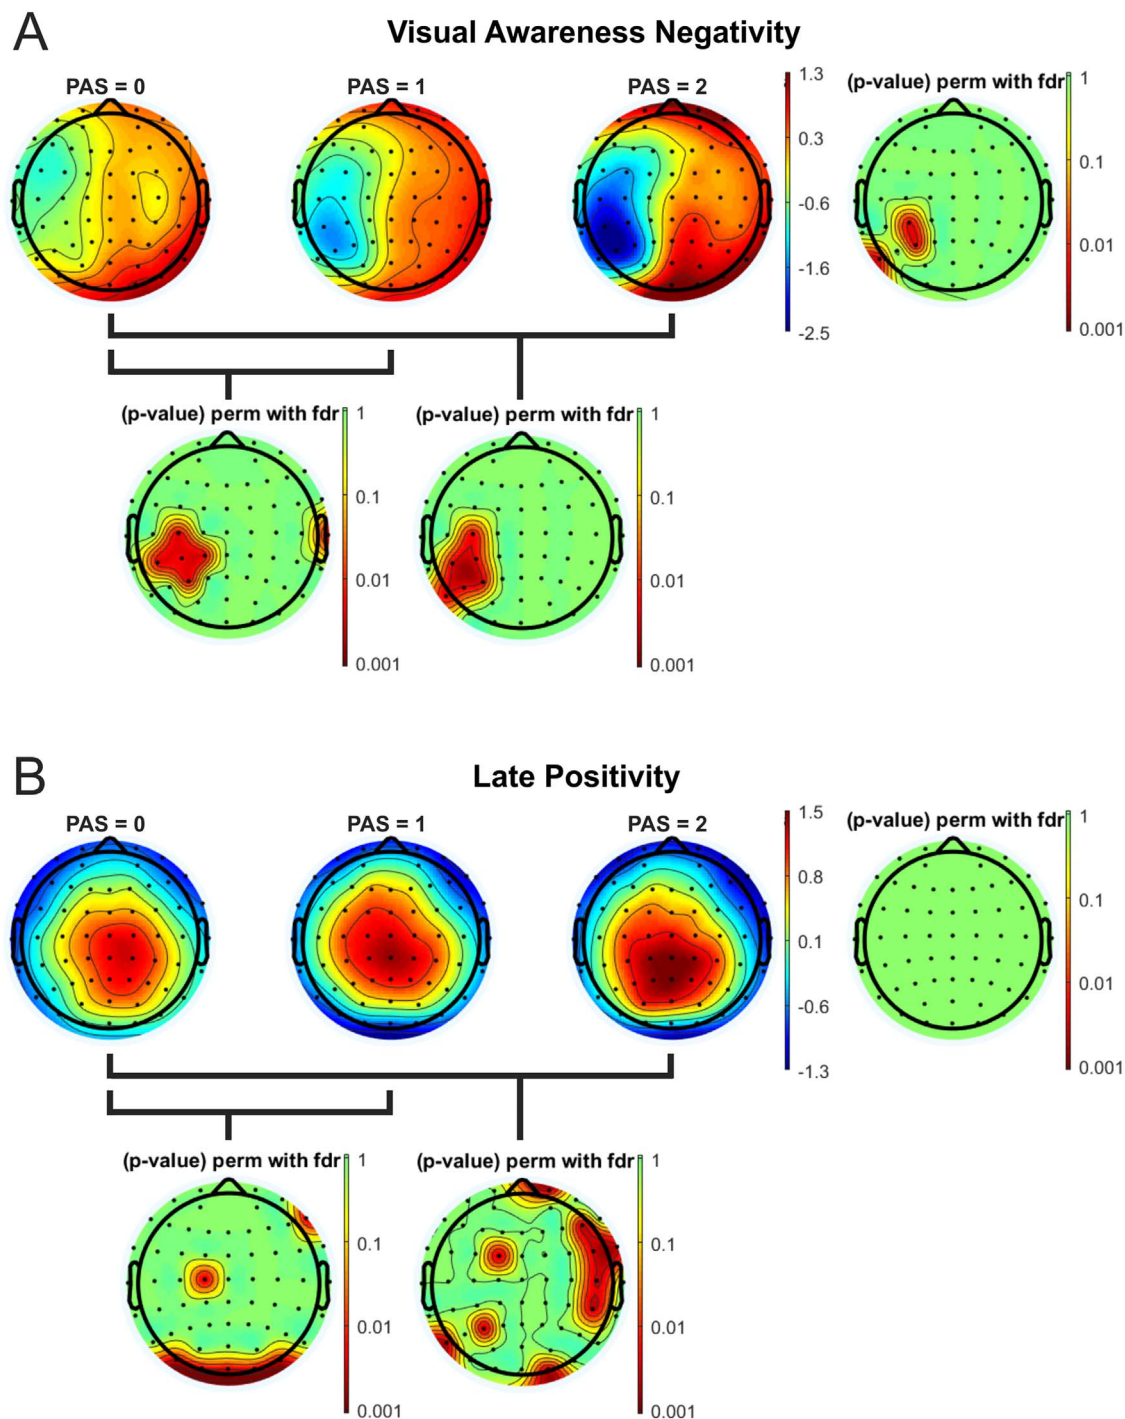 A
Visual Awareness Negativity
PAS = 0
PAS = 1
PAS = 2
1.3
0.3
-0.6
-1.6
-2.5
(p-value) perm with fdr
1
0.1
0.01
0.001
(p-value) perm with fdr
1
0.1
0.01
0.001
(p-value) perm with fdr
1
0.1
0.01
0.001
B
Late Positivity
PAS = 0
PAS = 1
PAS = 2
1.5
0.8
0.1
-0.6
-1.3
(p-value) perm with fdr
1
0.1
0.01
0.001
(p-value) perm with fdr
1
0.1
0.01
0.001
(p-value) perm with fdr
1
0.1
0.01
0.001